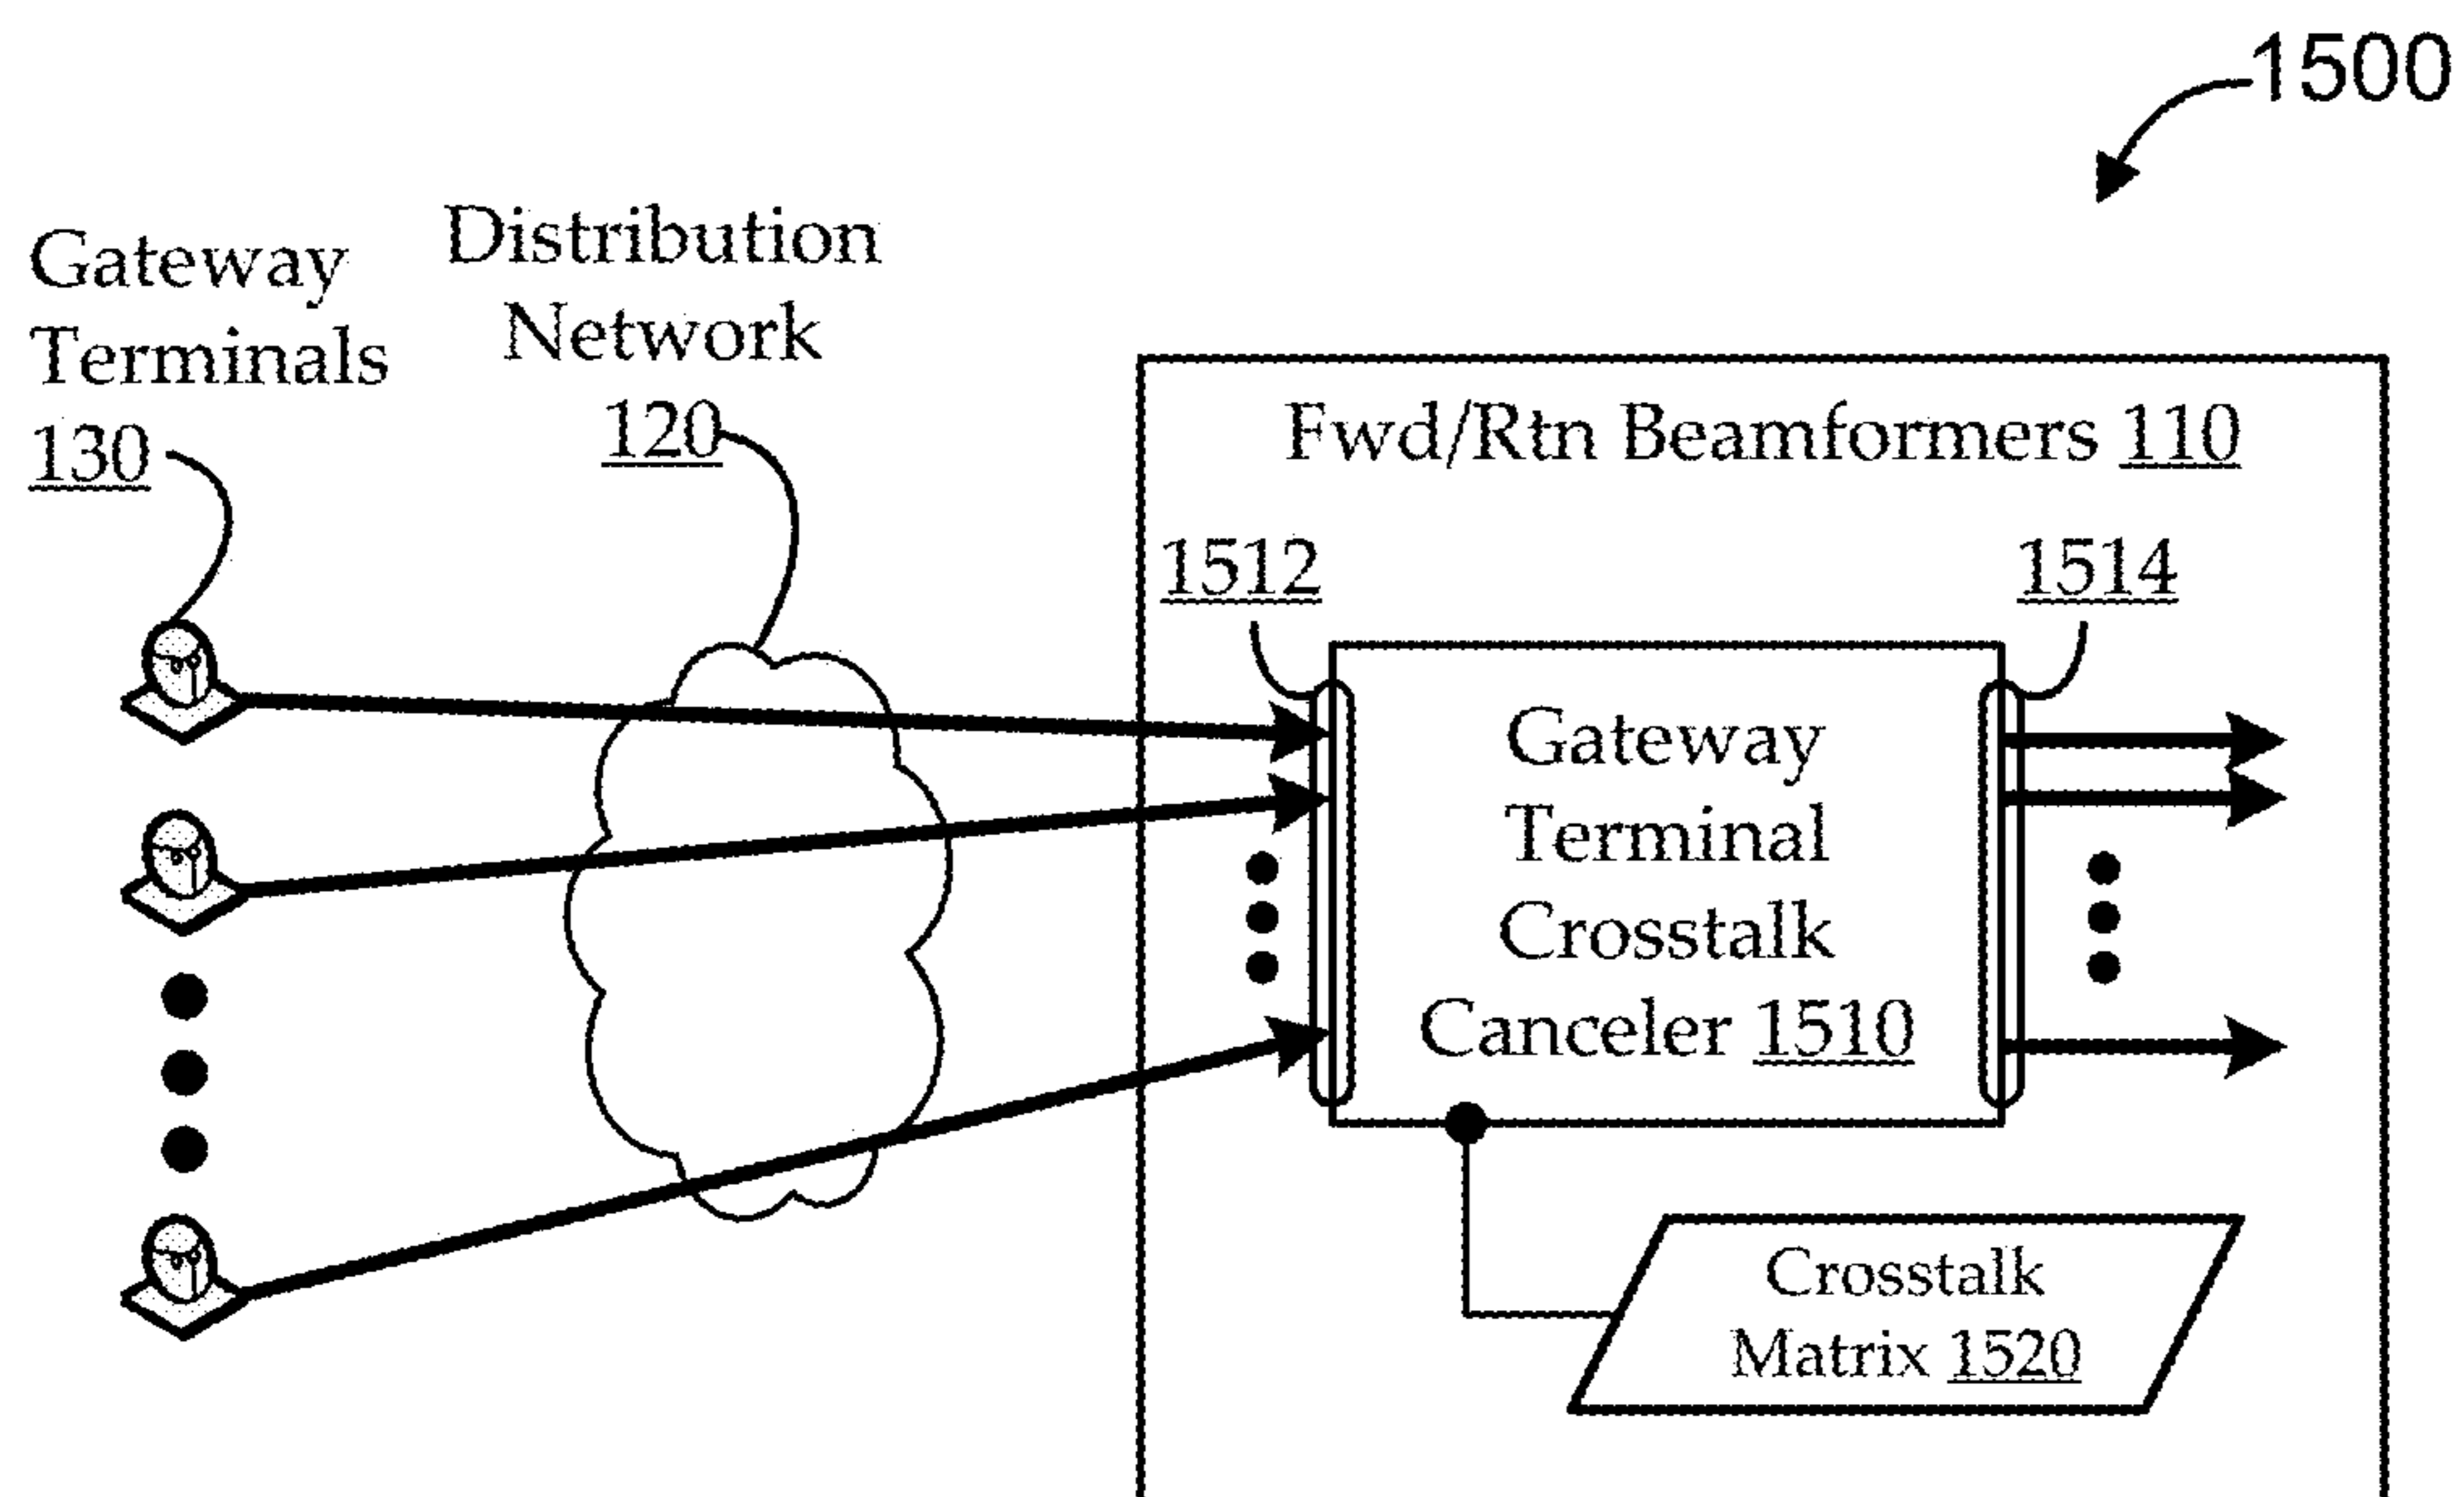 1500
Gateway
Terminals
130
Distribution
Network
120
Fwd/Rtn Beamformers 110
1512
1514
Gateway
Terminal
Crosstalk
Canceler 1510
Crosstalk
Matrix 1520